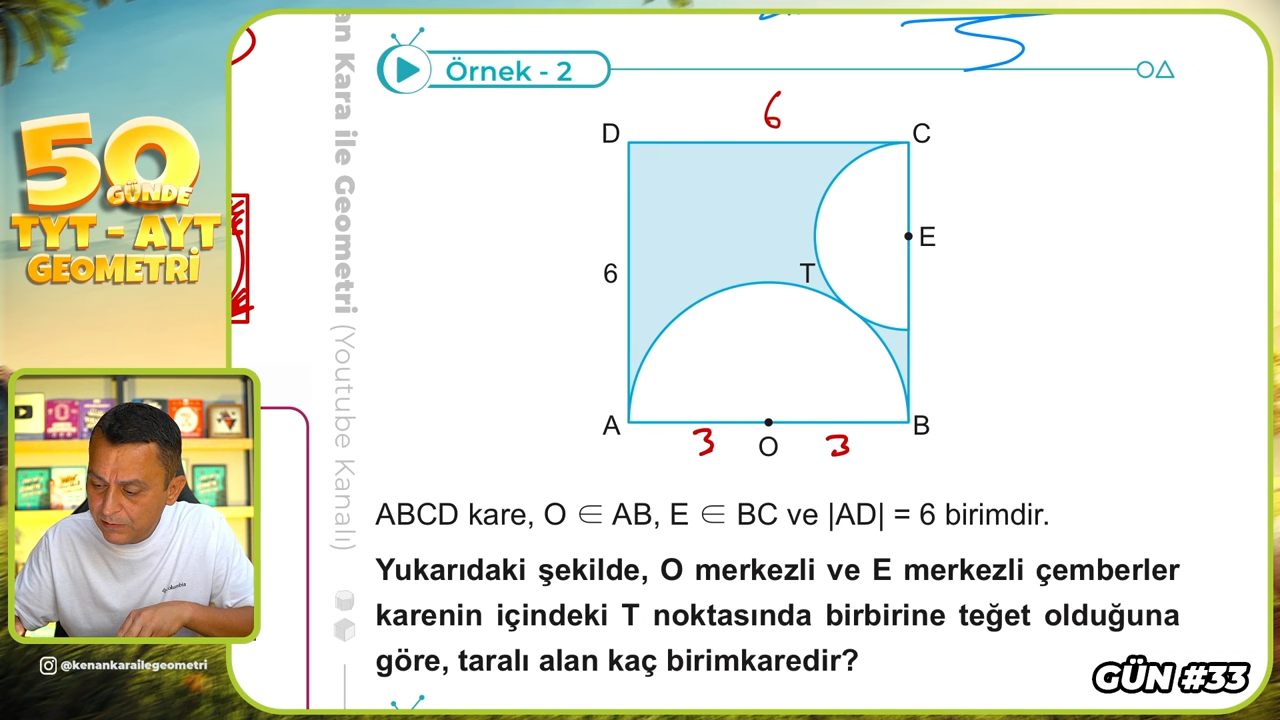 50
GÜNDE
TYT - AYT
GEOMETRİ
an Kara ile Geometri (Youtube Kanalı)
Örnek - 2
6
D
C
E
6
T
A
B
3
O
3
ABCD kare, O ∈ AB, E ∈ BC ve |AD| = 6 birimdir.
Yukarıdaki şekilde, O merkezli ve E merkezli çemberler
karenin içindeki T noktasında birbirine teğet olduğuna
göre, taralı alan kaç birimkaredir?
@kenankarailegeometri
GÜN #33